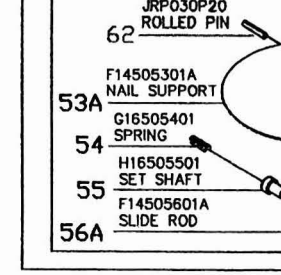 JRP030P20
62 ROLLED PIN
F14505301A
53A NAIL SUPPORT
G16505401
54 SPRING
H16505501
55 SET SHAFT
F14505601A
56A SLIDE ROD